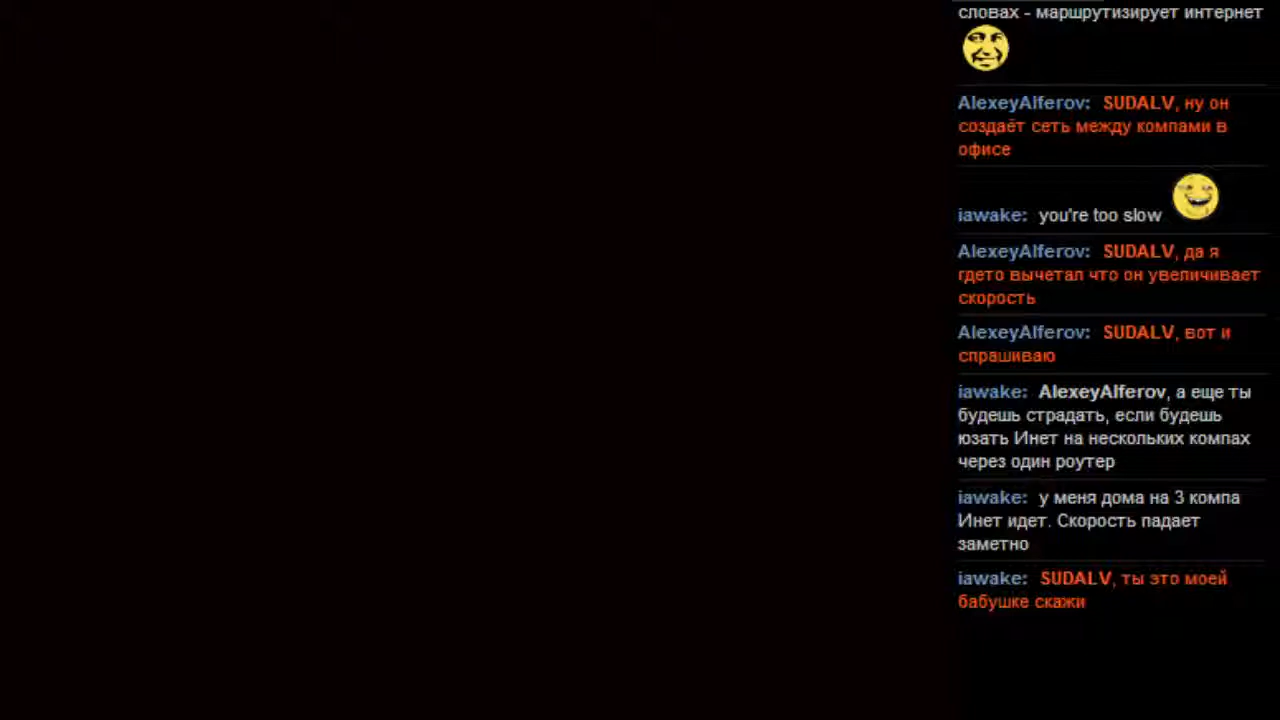 словах - маршрутизирует интернет
AlexeyAlferov: SUDALV, ну он
создаёт сеть между компами в
офисе
iawake: you're too slow
AlexeyAlferov: SUDALV, да я
гдето вычетал что он увеличивает
скорость
AlexeyAlferov: SUDALV, вот и
спрашиваю
iawake: AlexeyAlferov, а еще ты
будешь страдать, если будешь
юзать Инет на нескольких компах
через один роутер
iawake: у меня дома на 3 компа
Инет идет. Скорость падает
заметно
iawake: SUDALV, ты это моей
бабушке скажи